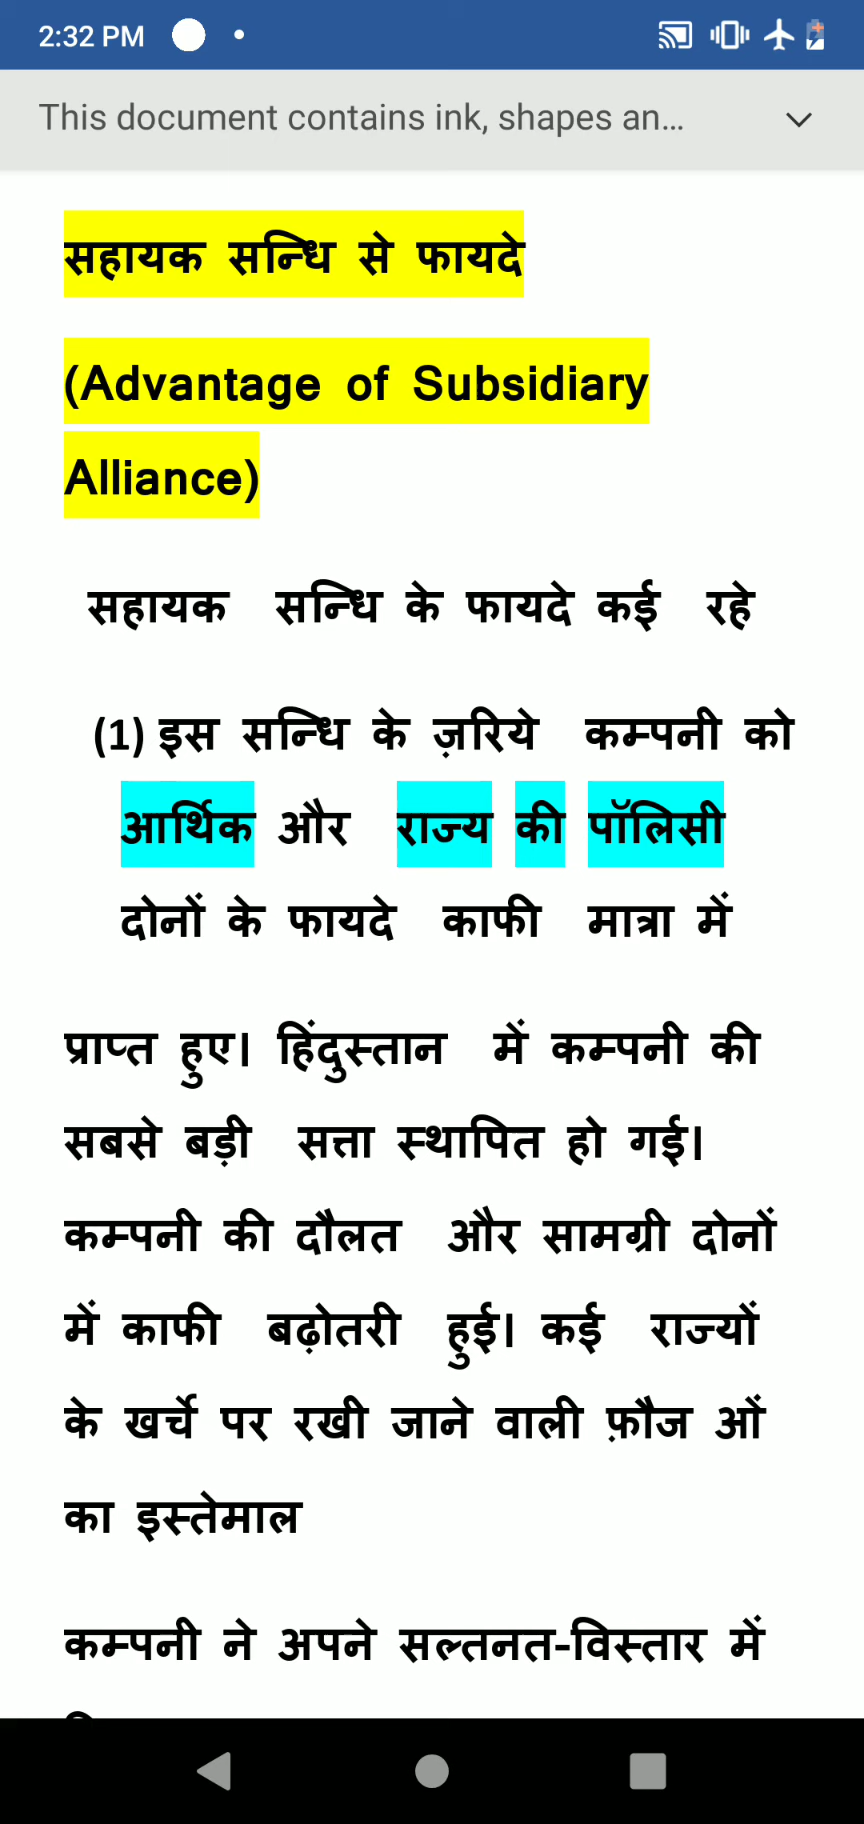 2:32 PM
This document contains ink, shapes an...
सहायक सन्धि से फायदे
(Advantage of Subsidiary
Alliance)
सहायक सन्धि के फायदे कई रहे
(1) इस सन्धि के ज़रिये कम्पनी को
आर्थिक और राज्य की पॉलिसी
दोनों के फायदे काफी मात्रा में
प्राप्त हुए। हिंदुस्तान में कम्पनी की
सबसे बड़ी सत्ता स्थापित हो गई।
कम्पनी की दौलत और सामग्री दोनों
में काफी बढ़ोतरी हुई। कई राज्यों
के खर्चे पर रखी जाने वाली फ़ौज ओं
का इस्तेमाल
कम्पनी ने अपने सल्तनत-विस्तार में